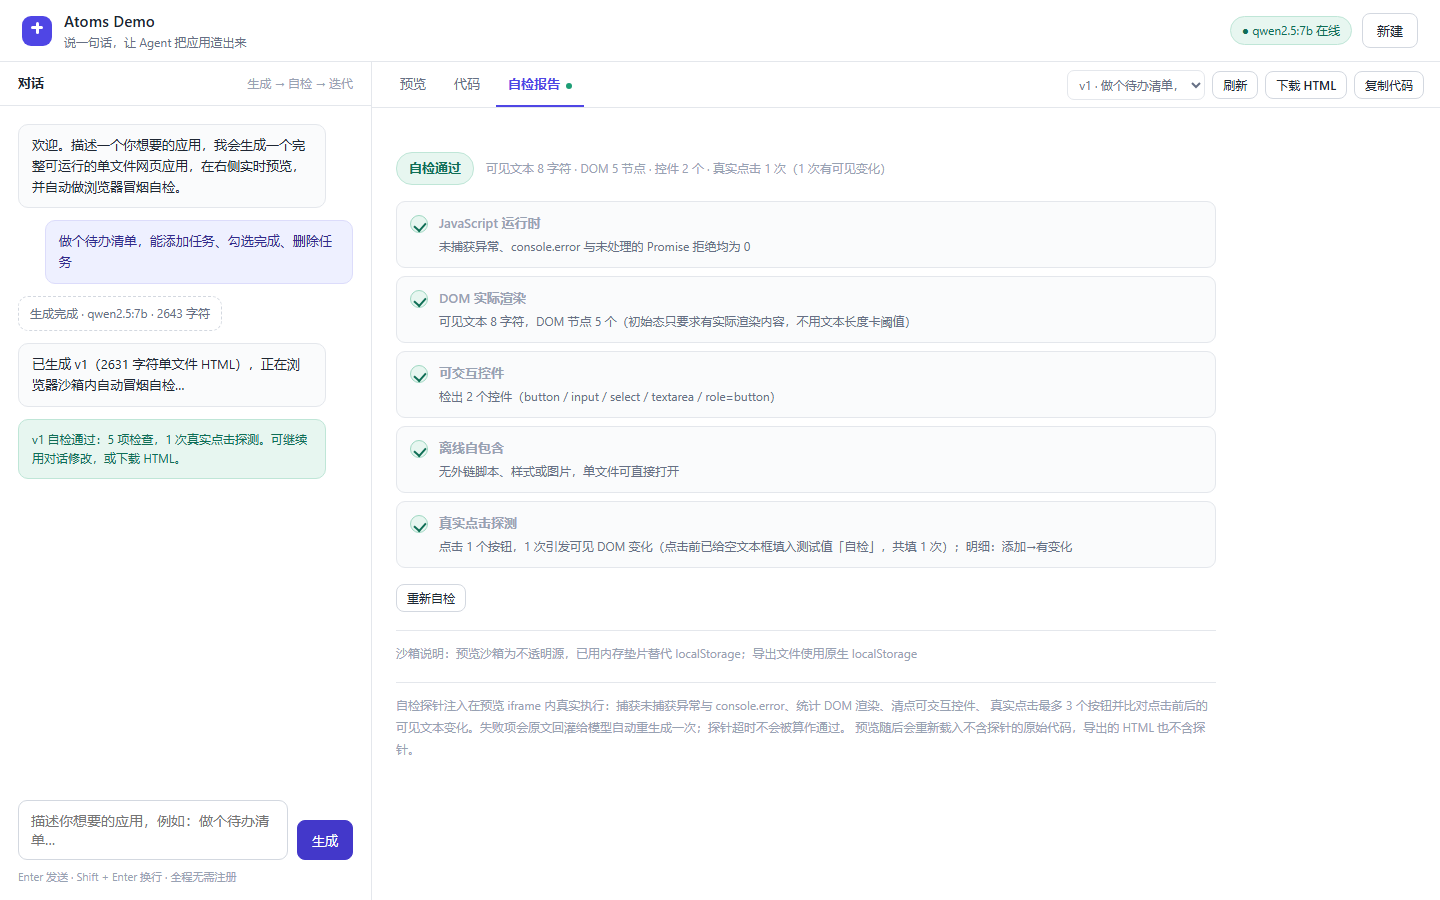 Atoms Demo
说一句话，让 Agent 把应用造出来
● qwen2.5:7b 在线
新建
对话
生成 → 自检 → 迭代
预览
代码
自检报告
v1 · 做个待办清单，
刷新
下载 HTML
复制代码
欢迎。描述一个你想要的应用，我会生成一个完
整可运行的单文件网页应用，在右侧实时预览，
并自动做浏览器冒烟自检。
做个待办清单，能添加任务、勾选完成、删除任
务
生成完成 · qwen2.5:7b · 2643 字符
已生成 v1（2631 字符单文件 HTML），正在浏
览器沙箱内自动冒烟自检...
v1 自检通过：5 项检查，1 次真实点击探测。可继续
用对话修改，或下载 HTML。
自检通过
可见文本 8 字符 · DOM 5 节点 · 控件 2 个 · 真实点击 1 次（1 次有可见变化）
JavaScript 运行时
未捕获异常、console.error 与未处理的 Promise 拒绝均为 0
DOM 实际渲染
可见文本 8 字符，DOM 节点 5 个（初始态只要求有实际渲染内容，不用文本长度卡阈值）
可交互控件
检出 2 个控件（button / input / select / textarea / role=button）
离线自包含
无外链脚本、样式或图片，单文件可直接打开
真实点击探测
点击 1 个按钮，1 次引发可见 DOM 变化（点击前已给空文本框填入测试值「自检」，共填 1 次）；明细：添加→有变化
重新自检
沙箱说明：预览沙箱为不透明源，已用内存垫片替代 localStorage；导出文件使用原生 localStorage
自检探针注入在预览 iframe 内真实执行：捕获未捕获异常与 console.error、统计 DOM 渲染、清点可交互控件、 真实点击最多 3 个按钮并比对点击前后的
可见文本变化。失败项会原文回灌给模型自动重生成一次；探针超时不会被算作通过。 预览随后会重新载入不含探针的原始代码，导出的 HTML 也不含探
针。
描述你想要的应用，例如：做个待办清
单...
生成
Enter 发送 · Shift + Enter 换行 · 全程无需注册